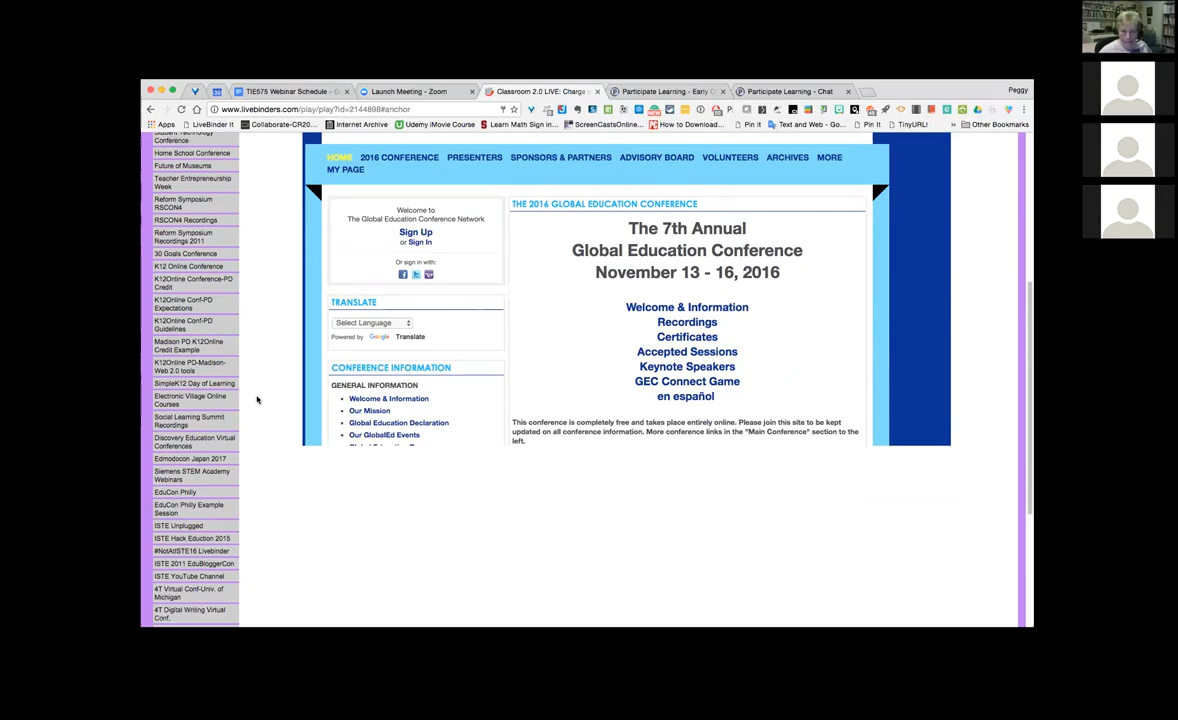 TIE575 Webinar Schedule - G
Launch Meeting - Zoom
Classroom 2.0 LIVE: Charge
Participate Learning - Early C
Participate Learning - Chat
Peggy
www.livebinders.com/play/play?id=2144898#anchor
Apps
LiveBinder It
Collaborate-CR20...
Internet Archive
Udemy iMovie Course
Learn Math Sign in...
ScreenCastsOnline...
How to Download...
Pin it
Text and Web - Go...
Pin It
TinyURL!
Other Bookmarks
Student Technology
Conference
Home School Conference
Future of Museums
Teacher Entrepreneurship
Week
Reform Symposium
RSCON4
RSCON4 Recordings
Reform Symposium
Recordings 2011
30 Goals Conference
K12 Online Conference
K12Online Conference-PD
Credit
K12Online Conf-PD
Expectations
K12Online Conf-PD
Guidelines
Madison PD K12Online
Credit Example
K12Online PD-Madison-
Web 2.0 tools
SimpleK12 Day of Learning
Electronic Village Online
Courses
Social Learning Summit
Recordings
Discovery Education Virtual
Conferences
Edmodocon Japan 2017
Siemens STEM Academy
Webinars
EduCon Philly
EduCon Philly Example
Session
ISTE Unplugged
ISTE Hack Eduction 2015
#NotAtISTE16 Livebinder
ISTE 2011 EduBloggerCon
ISTE YouTube Channel
4T Virtual Conf-Univ. of
Michigan
4T Digital Writing Virtual
Conf.
HOME 2016 CONFERENCE PRESENTERS SPONSORS & PARTNERS ADVISORY BOARD VOLUNTEERS ARCHIVES MORE
MY PAGE
Welcome to
The Global Education Conference Network
Sign Up
or Sign In
Or sign in with:
TRANSLATE
Select Language
Powered by Google Translate
CONFERENCE INFORMATION
GENERAL INFORMATION
Welcome & Information
Our Mission
Global Education Declaration
Our GlobalEd Events
THE 2016 GLOBAL EDUCATION CONFERENCE
The 7th Annual
Global Education Conference
November 13 - 16, 2016
Welcome & Information
Recordings
Certificates
Accepted Sessions
Keynote Speakers
GEC Connect Game
en español
This conference is completely free and takes place entirely online. Please join this site to be kept
updated on all conference information. More conference links in the "Main Conference" section to the
left.